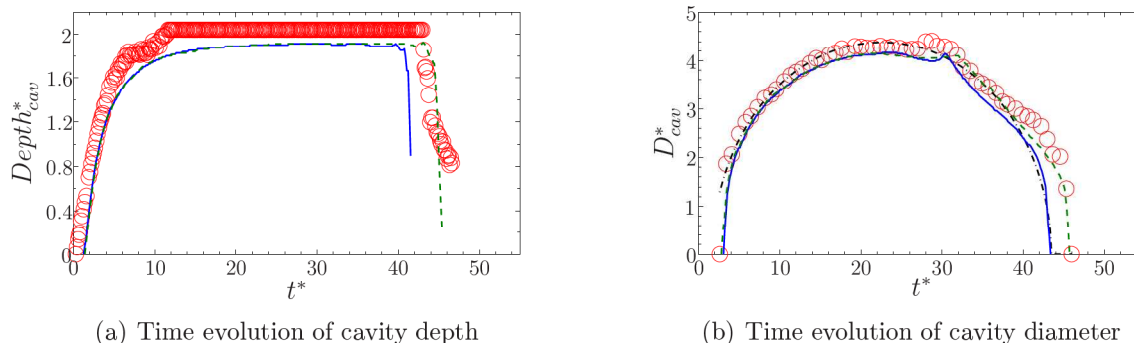 2
1.6
1.2
0.8
0.4
0
Depth*cav
0 10 20 30 40 50
t*
(a) Time evolution of cavity depth
5
4
3
2
1
0
D*cav
0 10 20 30 40 50
t*
(b) Time evolution of cavity diameter